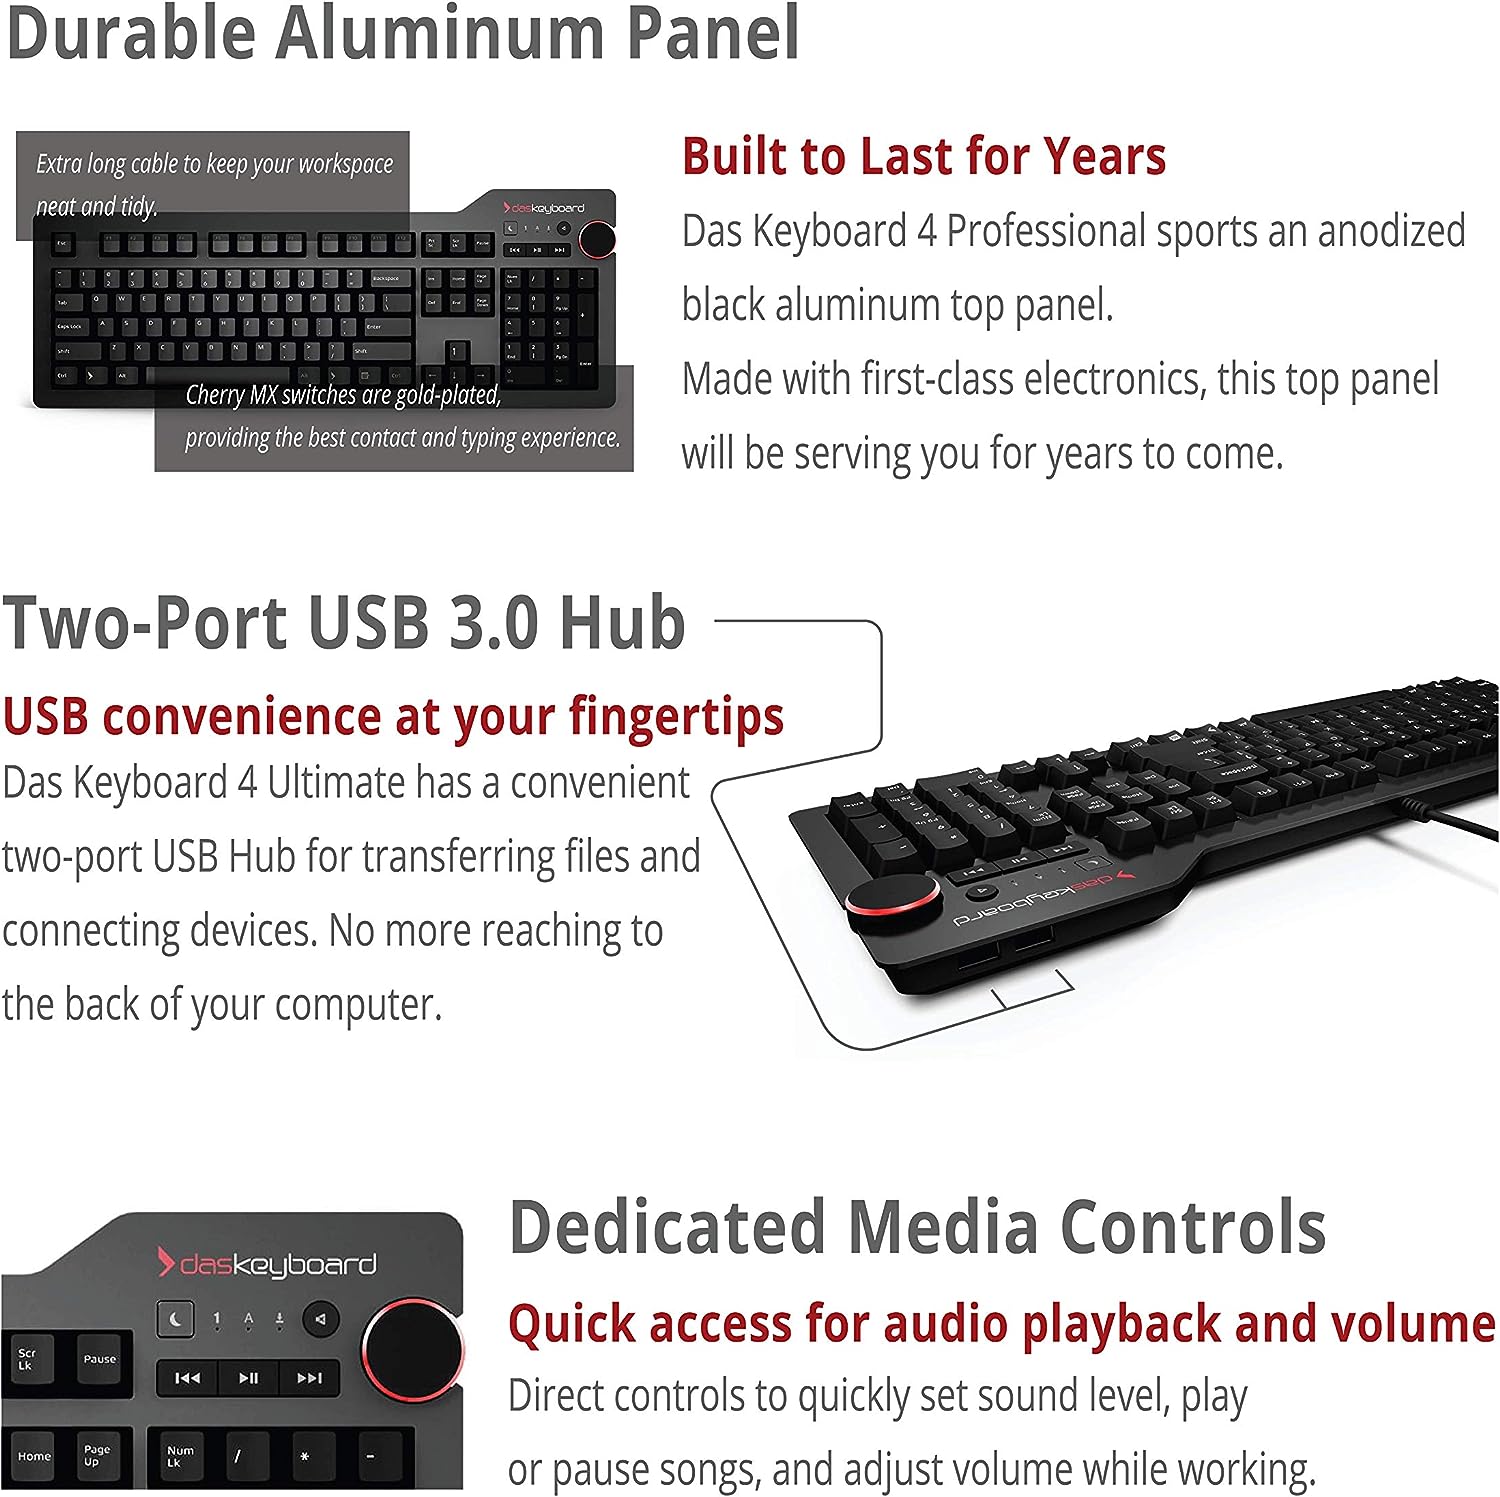 Durable Aluminum Panel
Extra long cable to keep your workspace
neat and tidy.
daskeyboard
Cherry MX switches are gold-plated,
providing the best contact and typing experience.
Built to Last for Years
Das Keyboard 4 Professional sports an anodized
black aluminum top panel.
Made with first-class electronics, this top panel
will be serving you for years to come.
Two-Port USB 3.0 Hub
USB convenience at your fingertips
Das Keyboard 4 Ultimate has a convenient
two-port USB Hub for transferring files and
connecting devices. No more reaching to
the back of your computer.
daskeyboard
daskeyboard
1 A
Scr
Lk
Pause
Home
Page
Up
Num
Lk
/
*
-
Dedicated Media Controls
Quick access for audio playback and volume
Direct controls to quickly set sound level, play
or pause songs, and adjust volume while working.